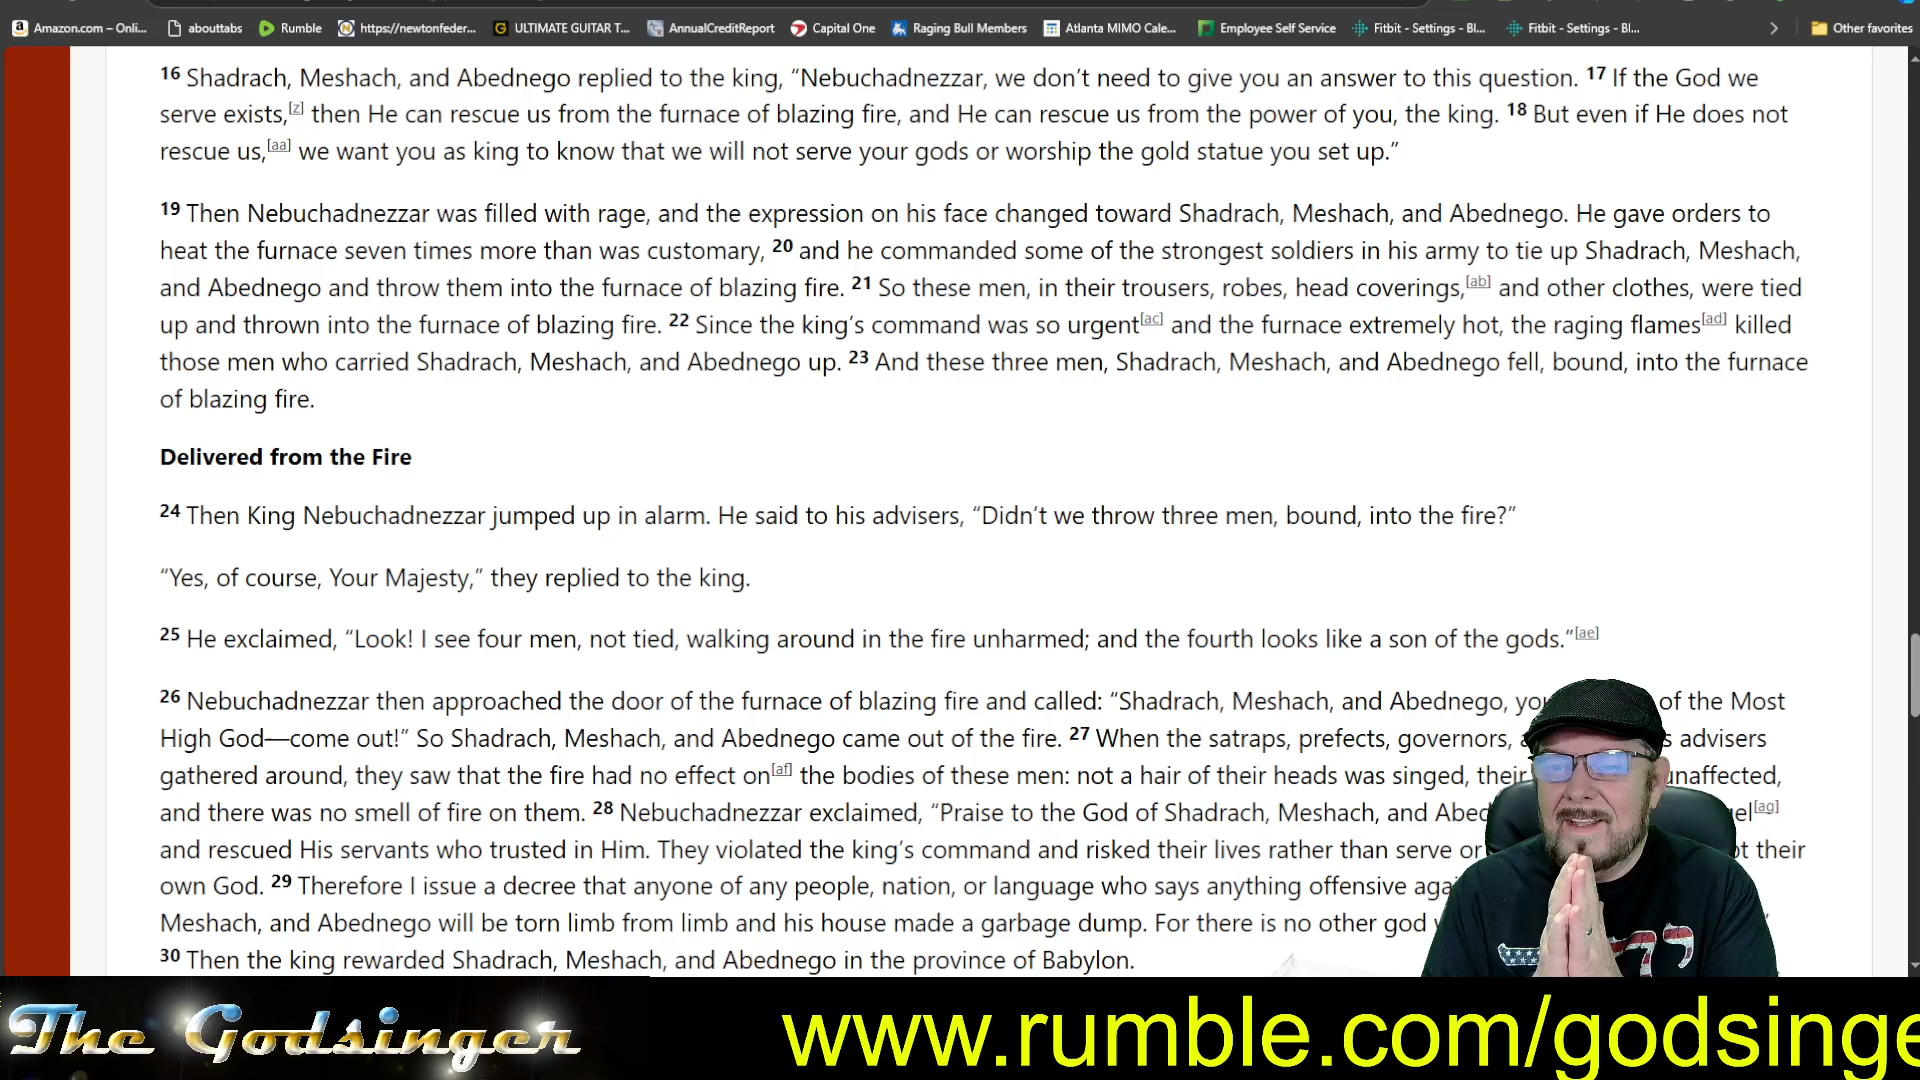 Amazon.com – Onli...
abouttabs
Rumble
https://newtonfeder...
ULTIMATE GUITAR T...
AnnualCreditReport
Capital One
Raging Bull Members
Atlanta MIMO Cale...
Employee Self Service
Fitbit - Settings - Bl...
Fitbit - Settings - Bl...
Other favorites
16 Shadrach, Meshach, and Abednego replied to the king, “Nebuchadnezzar, we don’t need to give you an answer to this question. 17 If the God we
serve exists,[z] then He can rescue us from the furnace of blazing fire, and He can rescue us from the power of you, the king. 18 But even if He does not
rescue us,[aa] we want you as king to know that we will not serve your gods or worship the gold statue you set up.”
19 Then Nebuchadnezzar was filled with rage, and the expression on his face changed toward Shadrach, Meshach, and Abednego. He gave orders to
heat the furnace seven times more than was customary, 20 and he commanded some of the strongest soldiers in his army to tie up Shadrach, Meshach,
and Abednego and throw them into the furnace of blazing fire. 21 So these men, in their trousers, robes, head coverings,[ab] and other clothes, were tied
up and thrown into the furnace of blazing fire. 22 Since the king’s command was so urgent[ac] and the furnace extremely hot, the raging flames[ad] killed
those men who carried Shadrach, Meshach, and Abednego up. 23 And these three men, Shadrach, Meshach, and Abednego fell, bound, into the furnace
of blazing fire.
Delivered from the Fire
24 Then King Nebuchadnezzar jumped up in alarm. He said to his advisers, “Didn’t we throw three men, bound, into the fire?”
“Yes, of course, Your Majesty,” they replied to the king.
25 He exclaimed, “Look! I see four men, not tied, walking around in the fire unharmed; and the fourth looks like a son of the gods.”[ae]
26 Nebuchadnezzar then approached the door of the furnace of blazing fire and called: “Shadrach, Meshach, and Abednego, of the Most
High God—come out!” So Shadrach, Meshach, and Abednego came out of the fire. 27 When the satraps, prefects, governors, advisers
gathered around, they saw that the fire had no effect on[af] the bodies of these men: not a hair of their heads was singed, their unaffected,
and there was no smell of fire on them. 28 Nebuchadnezzar exclaimed, “Praise to the God of Shadrach, Meshach, and [ag]
and rescued His servants who trusted in Him. They violated the king’s command and risked their lives rather than serve or their
own God. 29 Therefore I issue a decree that anyone of any people, nation, or language who says anything offensive
Meshach, and Abednego will be torn limb from limb and his house made a garbage dump. For there is no other god
30 Then the king rewarded Shadrach, Meshach, and Abednego in the province of Babylon.
The Godsinger
www.rumble.com/godsinge